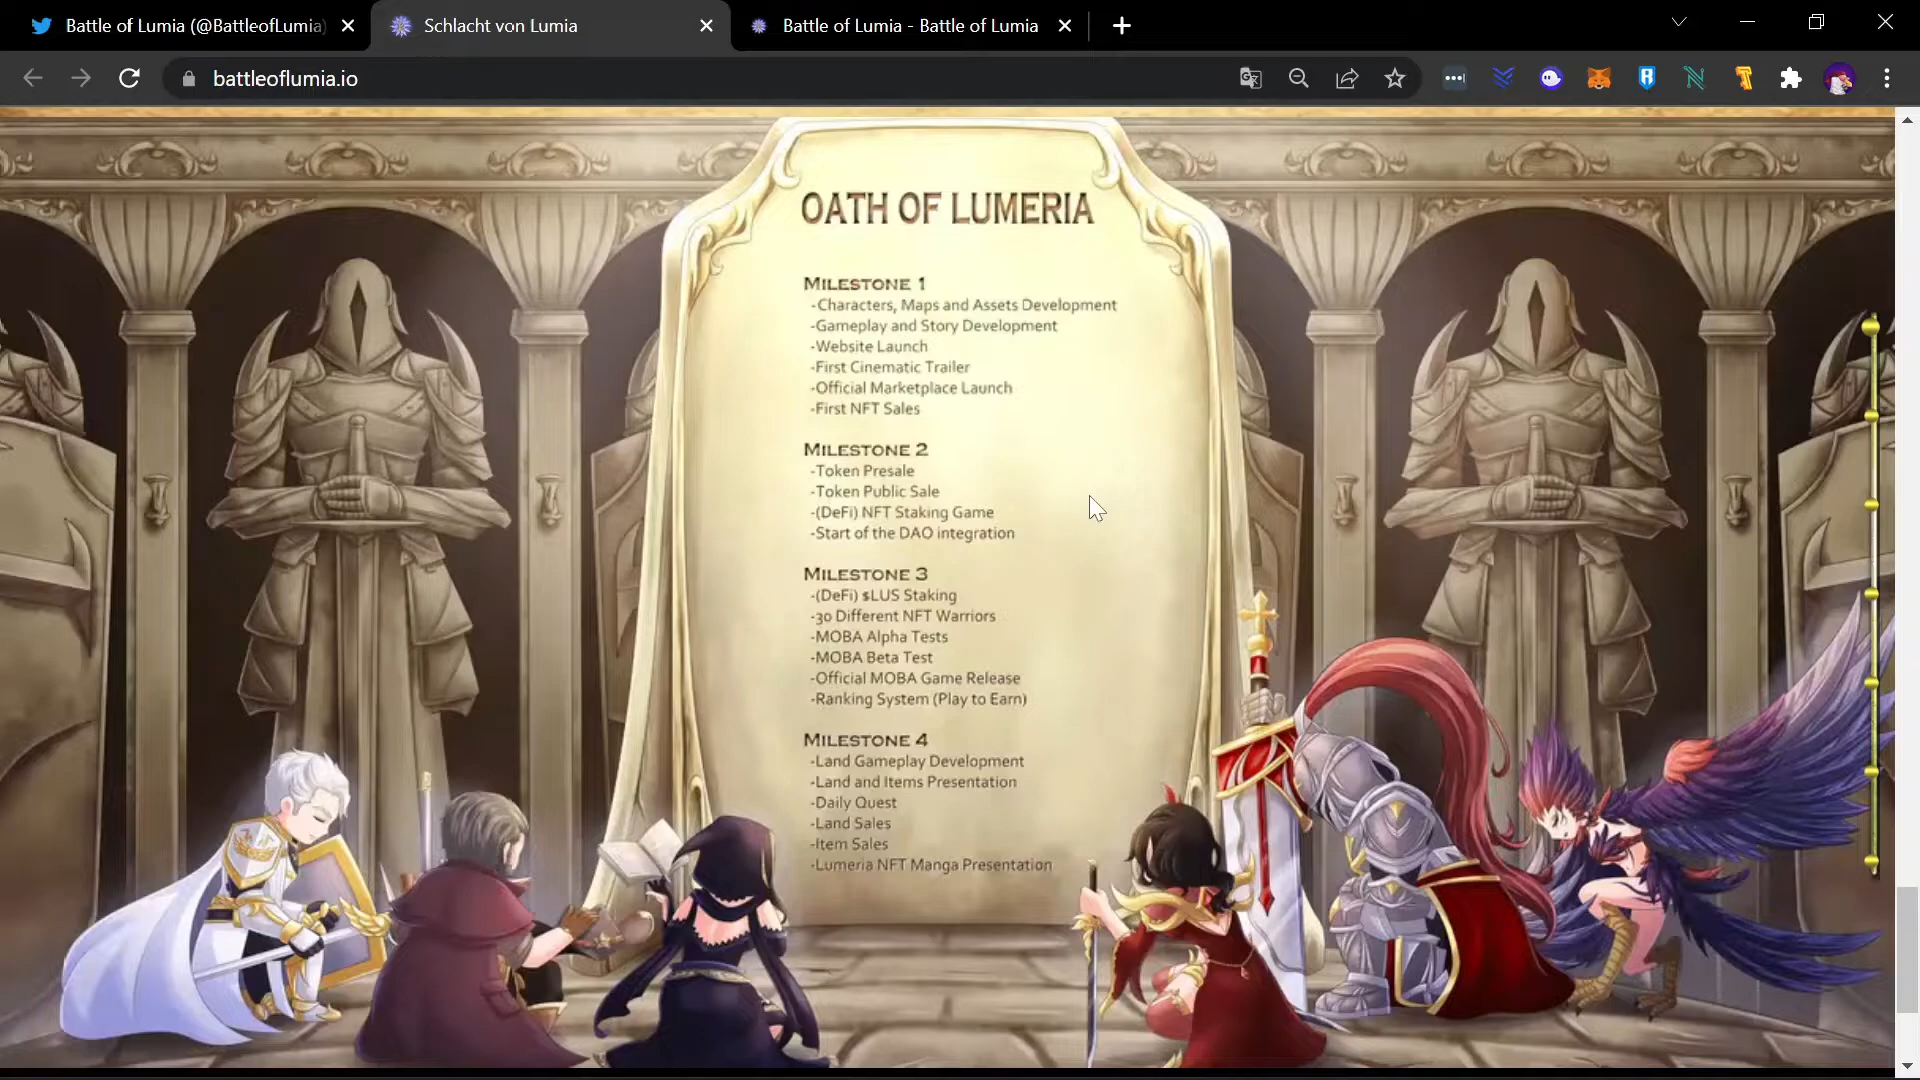 Battle of Lumia (@BattleofLumia)
Schlacht von Lumia
Battle of Lumia - Battle of Lumia
battleoflumia.io
OATH OF LUMERIA
MILESTONE 1
-Characters, Maps and Assets Development
-Gameplay and Story Development
-Website Launch
-First Cinematic Trailer
-Official Marketplace Launch
-First NFT Sales
MILESTONE 2
-Token Presale
-Token Public Sale
-(DeFi) NFT Staking Game
-Start of the DAO integration
MILESTONE 3
-(DeFi) $LUS Staking
-30 Different NFT Warriors
-MOBA Alpha Tests
-MOBA Beta Test
-Official MOBA Game Release
-Ranking System (Play to Earn)
MILESTONE 4
-Land Gameplay Development
-Land and Items Presentation
-Daily Quest
-Land Sales
-Item Sales
-Lumeria NFT Manga Presentation